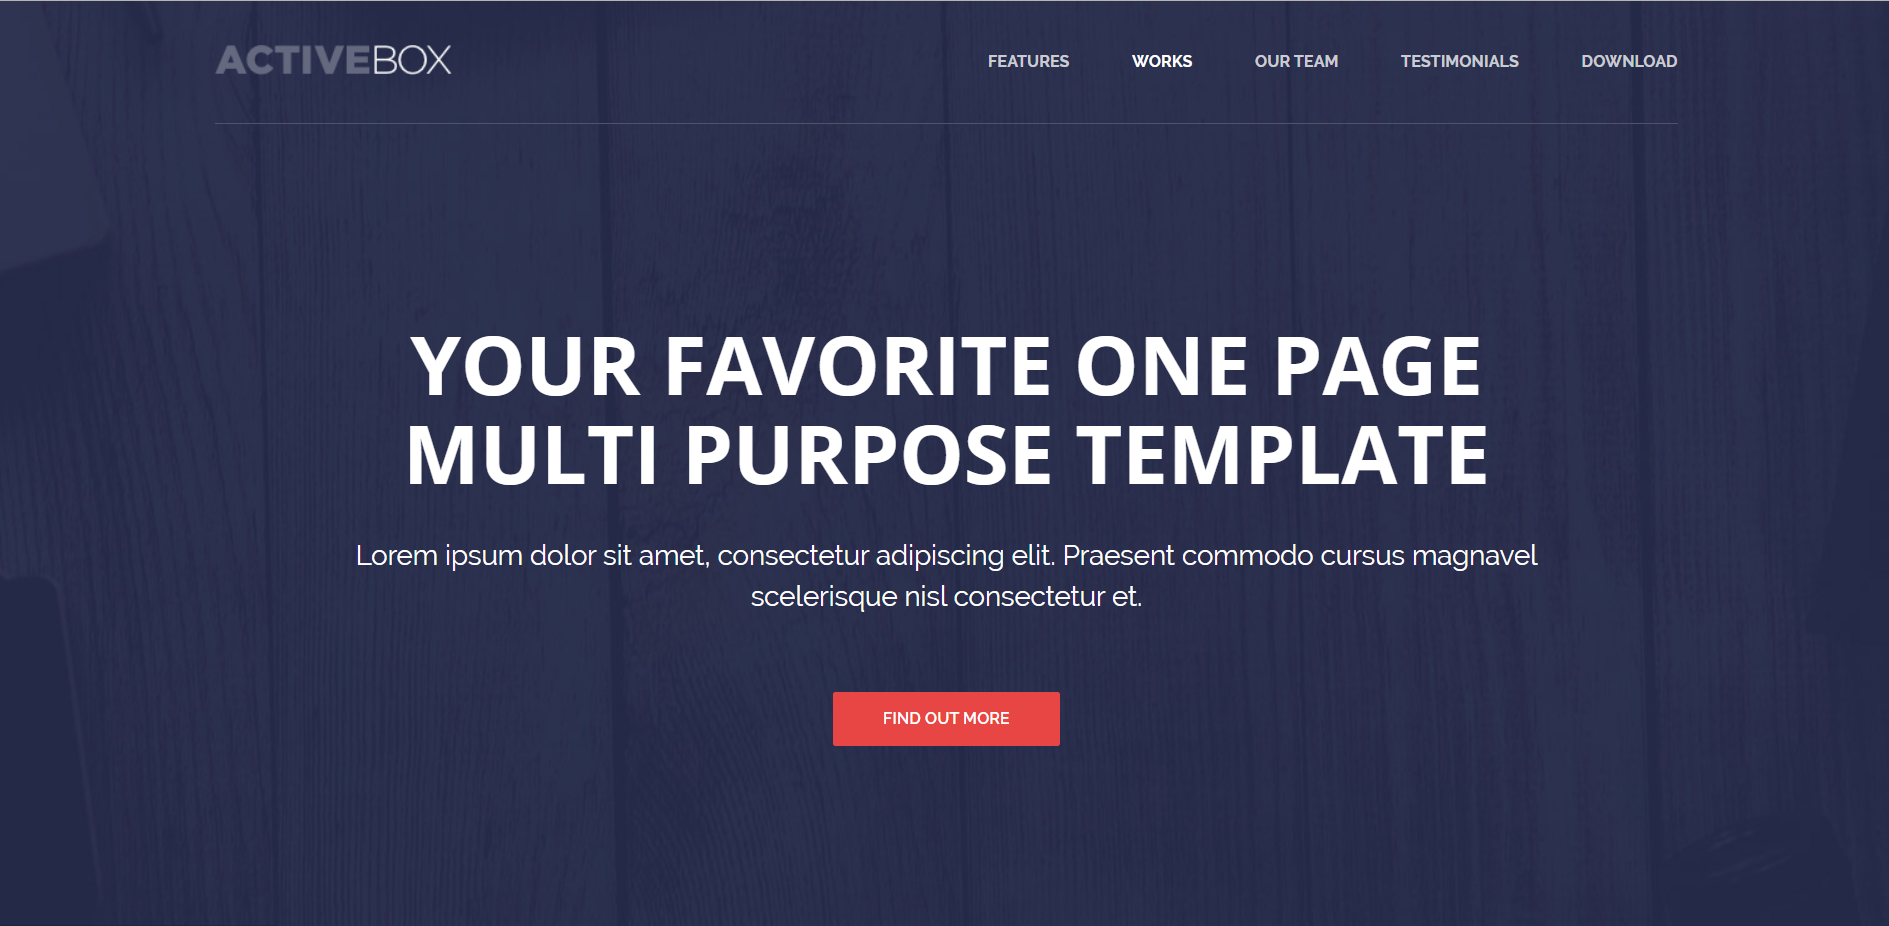 ACTIVEBOX
FEATURES WORKS OUR TEAM TESTIMONIALS DOWNLOAD
YOUR FAVORITE ONE PAGE
MULTI PURPOSE TEMPLATE
Lorem ipsum dolor sit amet, consectetur adipiscing elit. Praesent commodo cursus magnavel
scelerisque nisl consectetur et.
FIND OUT MORE